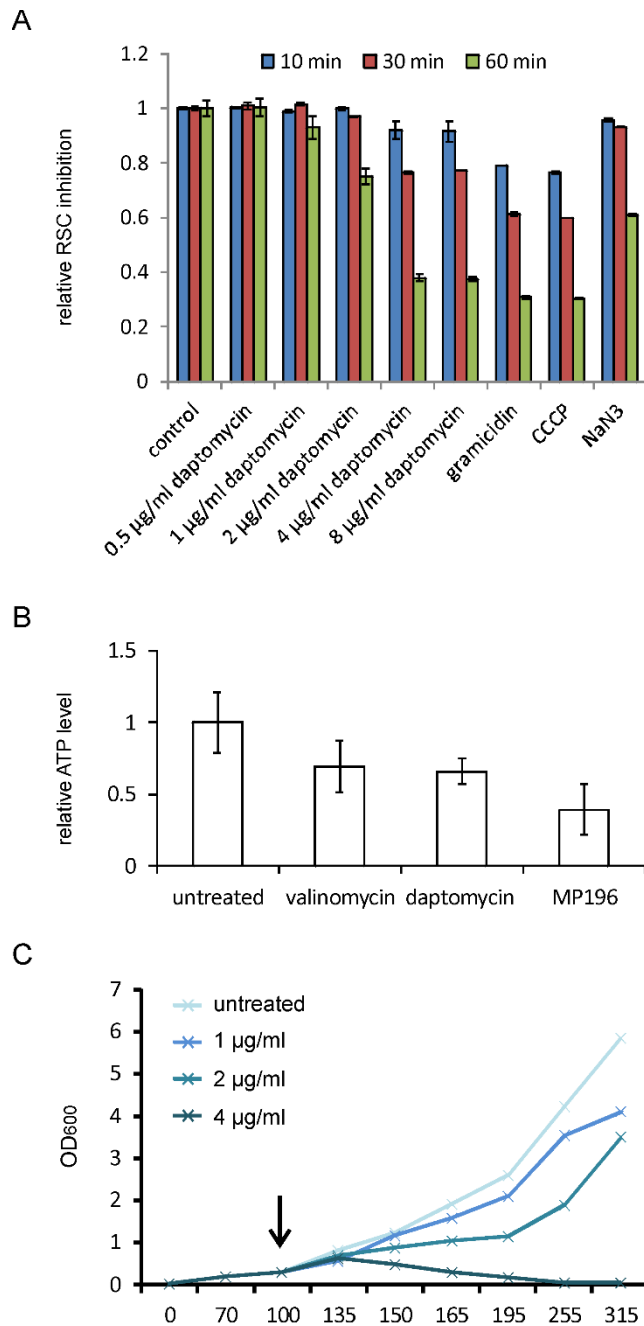 A
relative RSC inhibition
1.2
1
0.8
0.6
0.4
0.2
0
10 min 30 min 60 min
control
0.5 µg/ml daptomycin
1 µg/ml daptomycin
2 µg/ml daptomycin
4 µg/ml daptomycin
8 µg/ml daptomycin
gramicidin
CCCP
NaN3
B
relative ATP level
1.5
1
0.5
0
untreated valinomycin daptomycin MP196
C
OD600
7
6
5
4
3
2
1
0
untreated
1 µg/ml
2 µg/ml
4 µg/ml
0 70 100 135 150 165 195 255 315